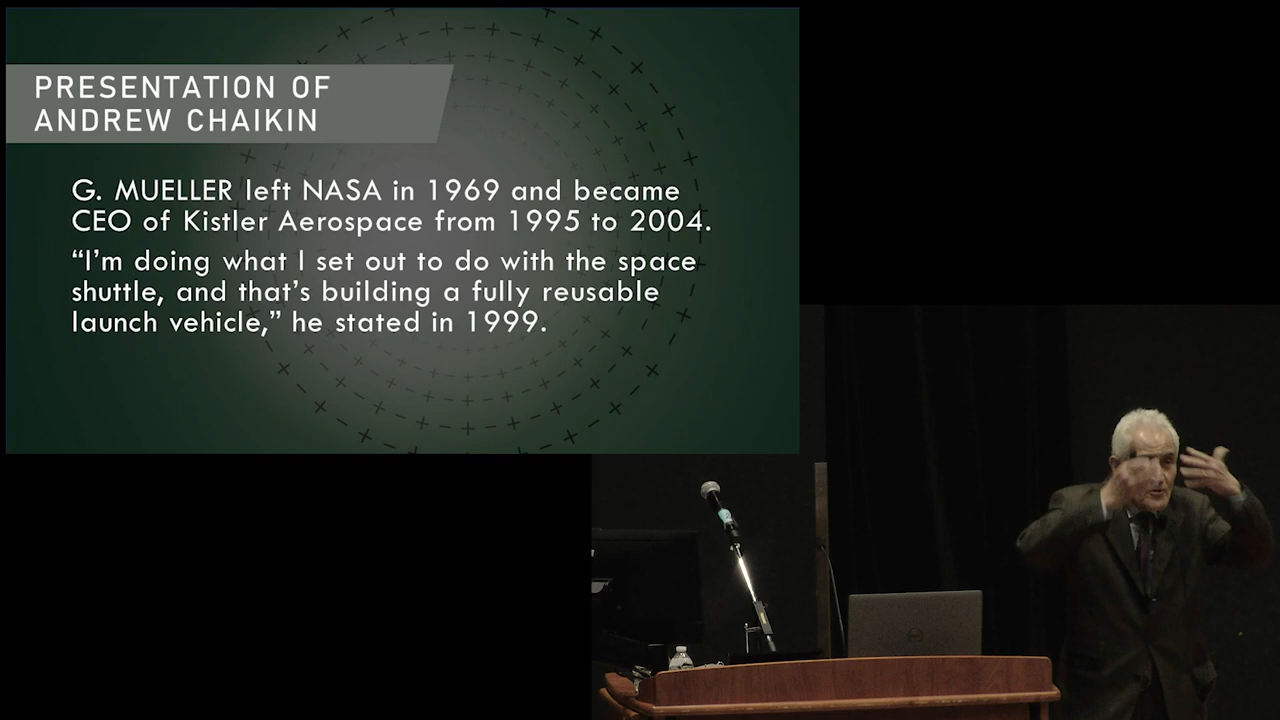 PRESENTATION OF
ANDREW CHAIKIN
G. MUELLER left NASA in 1969 and became
CEO of Kistler Aerospace from 1995 to 2004.
“I’m doing what I set out to do with the space
shuttle, and that’s building a fully reusable
launch vehicle,” he stated in 1999.